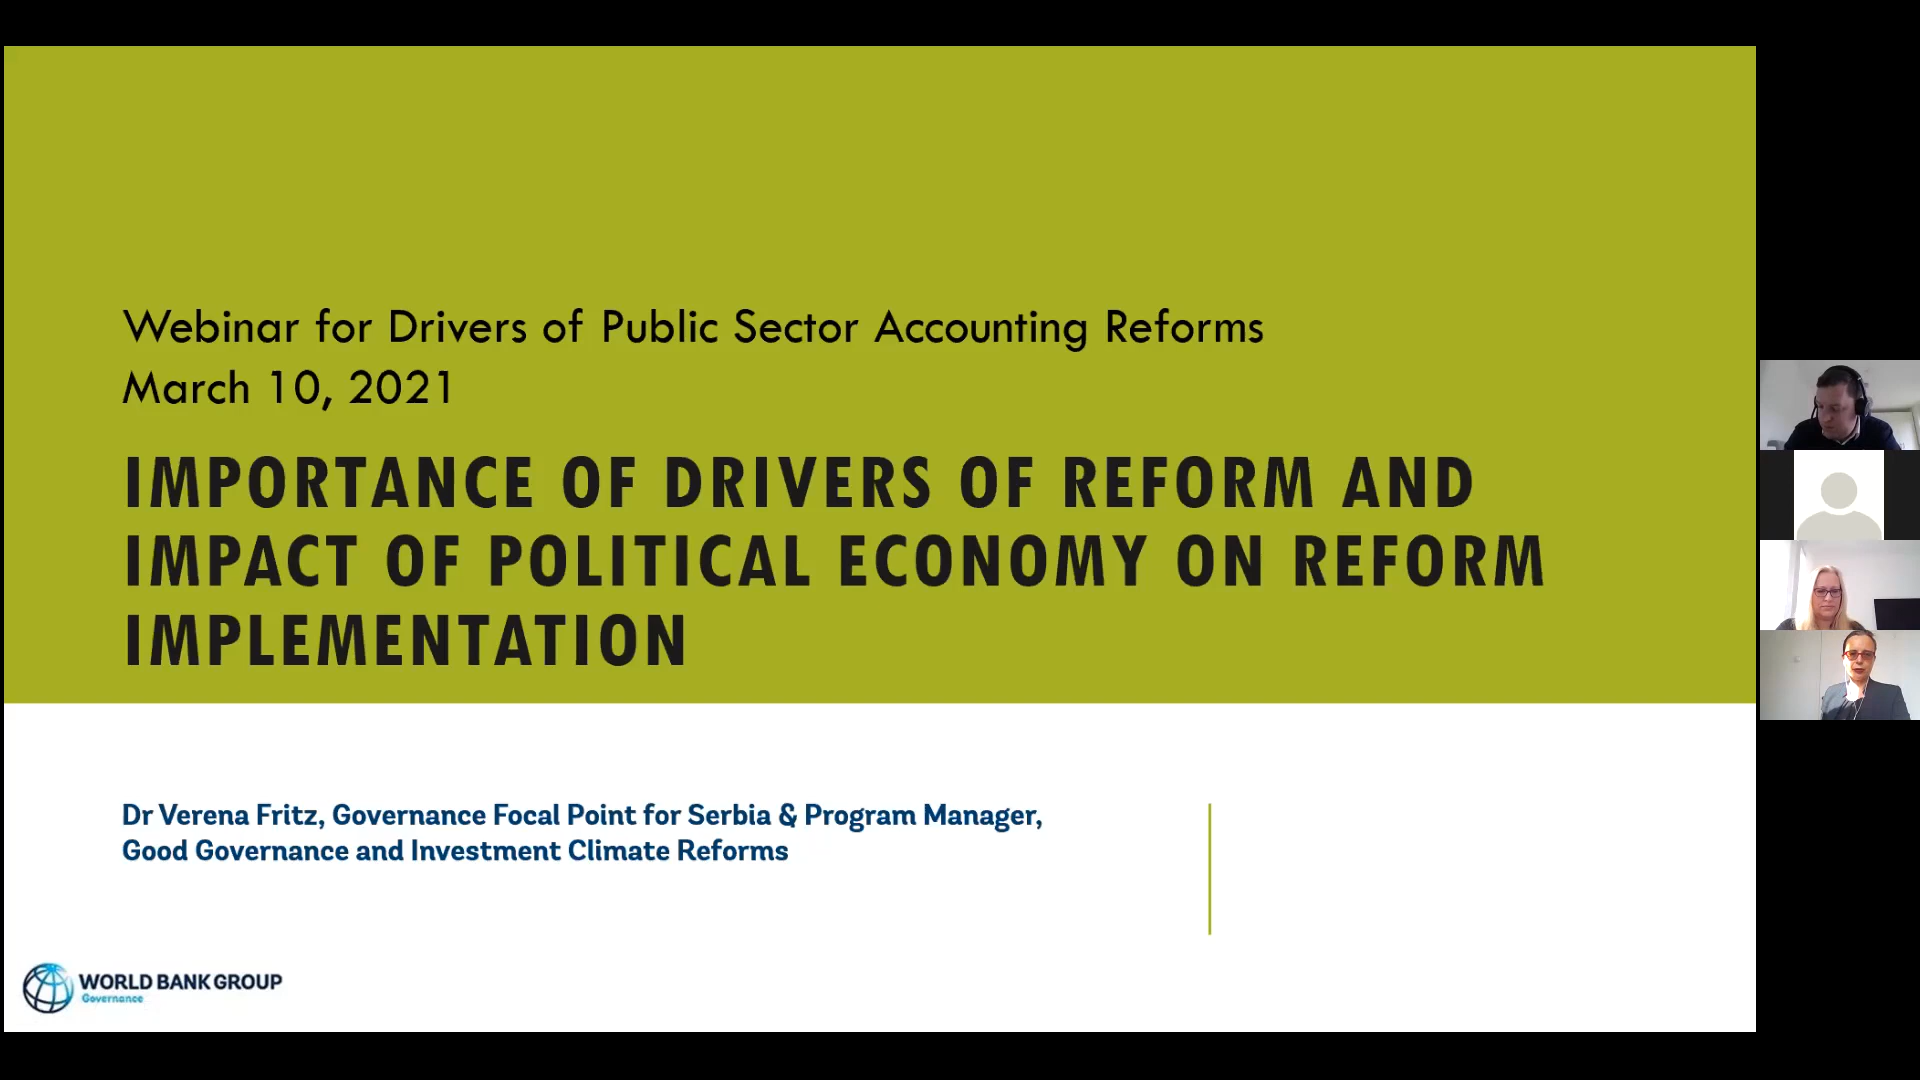 Webinar for Drivers of Public Sector Accounting Reforms
March 10, 2021
IMPORTANCE OF DRIVERS OF REFORM AND
IMPACT OF POLITICAL ECONOMY ON REFORM
IMPLEMENTATION
Dr Verena Fritz, Governance Focal Point for Serbia & Program Manager,
Good Governance and Investment Climate Reforms
WORLD BANK GROUP
Governance